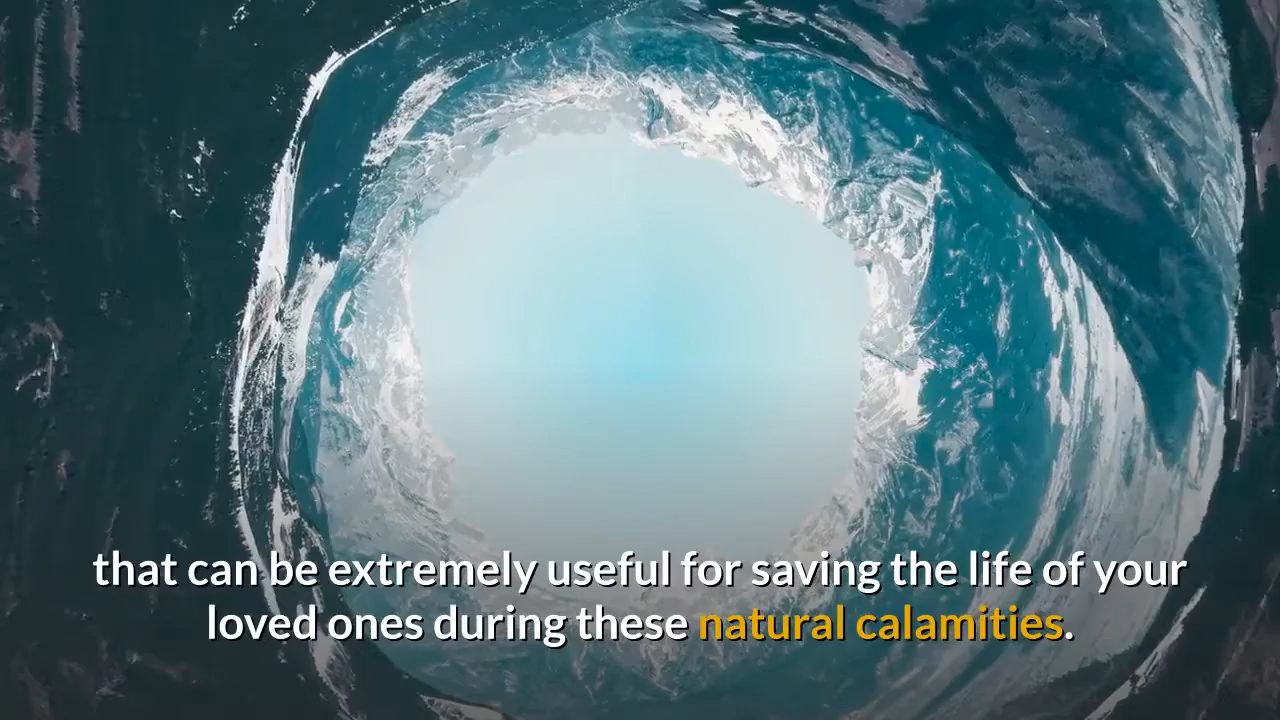 that can be extremely useful for saving the life of your
loved ones during these natural calamities.